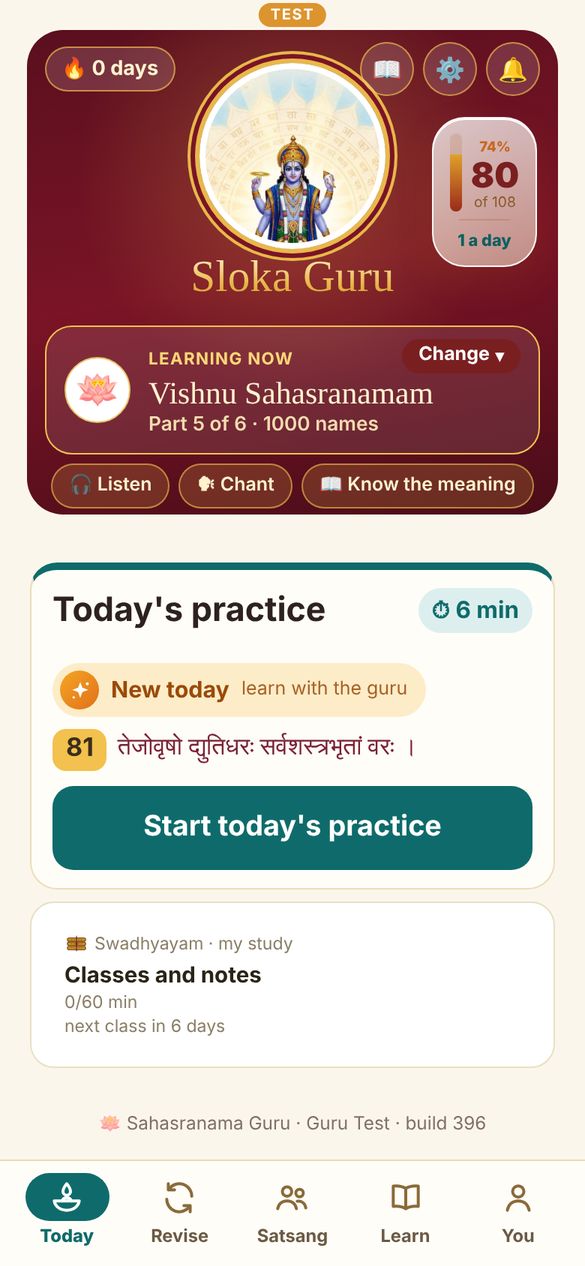 TEST
🔥 0 days
74%
80
of 108
1 a day
Sloka Guru
LEARNING NOW
Change ▾
Vishnu Sahasranamam
Part 5 of 6 · 1000 names
🎧 Listen
🗣 Chant
📖 Know the meaning
Today's practice
⏱ 6 min
New today learn with the guru
81 तेजोवृषो द्युतिधरः सर्वशस्त्रभृतां वरः ।
Start today's practice
Swadhyayam · my study
Classes and notes
0/60 min
next class in 6 days
🪷 Sahasranama Guru · Guru Test · build 396
Today
Revise
Satsang
Learn
You